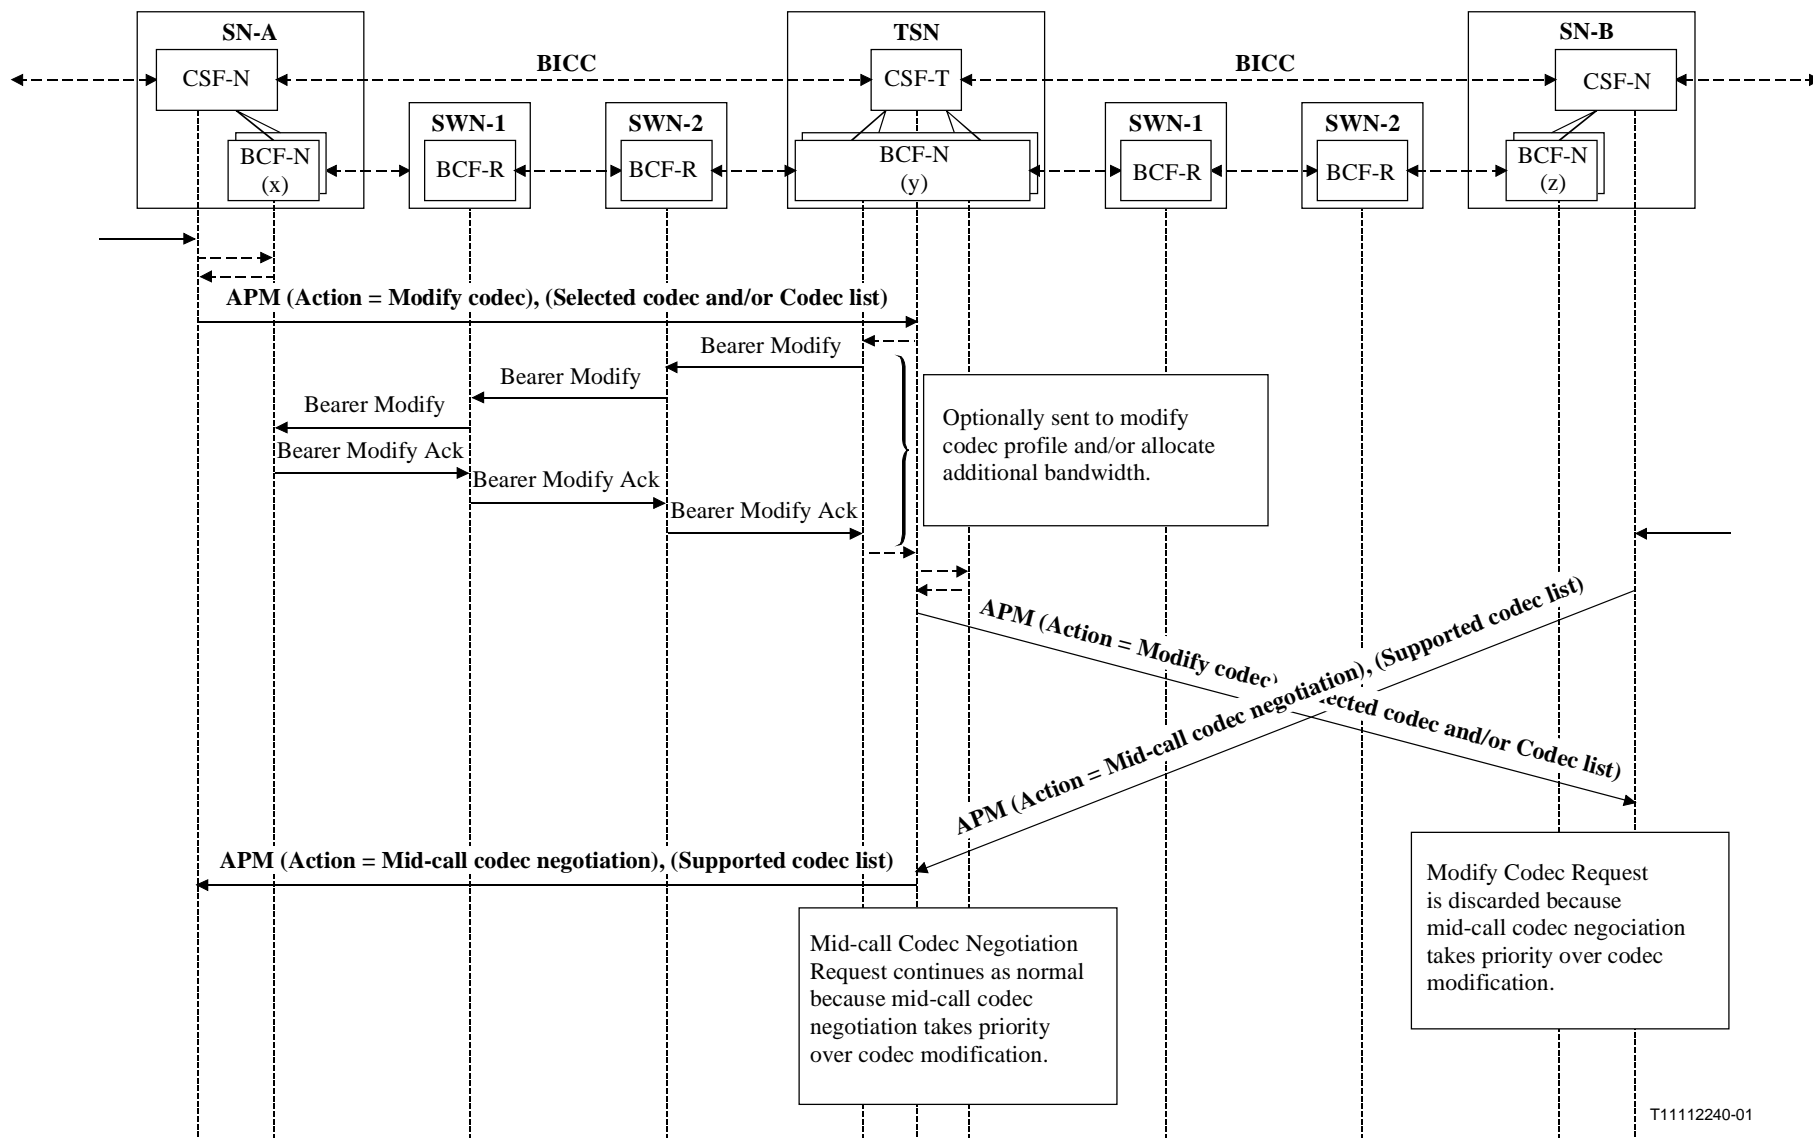 SN-A
TSN
SN-B
CSF-N
BICC
CSF-T
BICC
CSF-N
SWN-1
SWN-2
SWN-1
SWN-2
BCF-N
(x)
BCF-R
BCF-R
BCF-N
(y)
BCF-R
BCF-R
BCF-N
(z)
APM (Action = Modify codec), (Selected codec and/or Codec list)
Bearer Modify
Bearer Modify
Bearer Modify
Bearer Modify Ack
Bearer Modify Ack
Bearer Modify Ack
Optionally sent to modify
codec profile and/or allocate
additional bandwidth.
APM (Action = Modify codec) ected codec and/or Codec list)
APM (Action = Mid-call codec negotiation), (Supported codec list)
APM (Action = Mid-call codec negotiation), (Supported codec list)
Modify Codec Request
is discarded because
mid-call codec negociation
takes priority over codec
modification.
Mid-call Codec Negotiation
Request continues as normal
because mid-call codec
negotiation takes priority
over codec modification.
T11112240-01